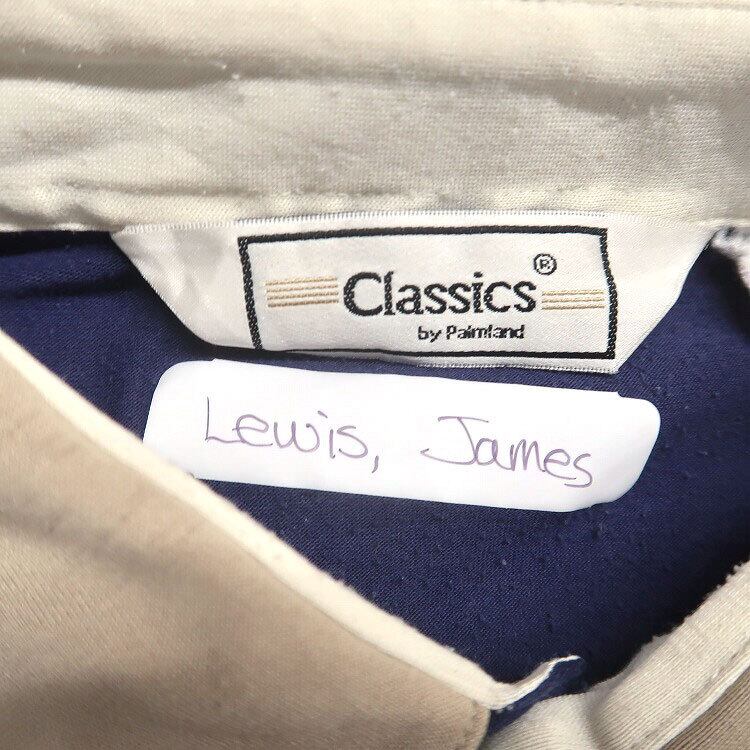 Classics®
by Palmland
Lewis, James